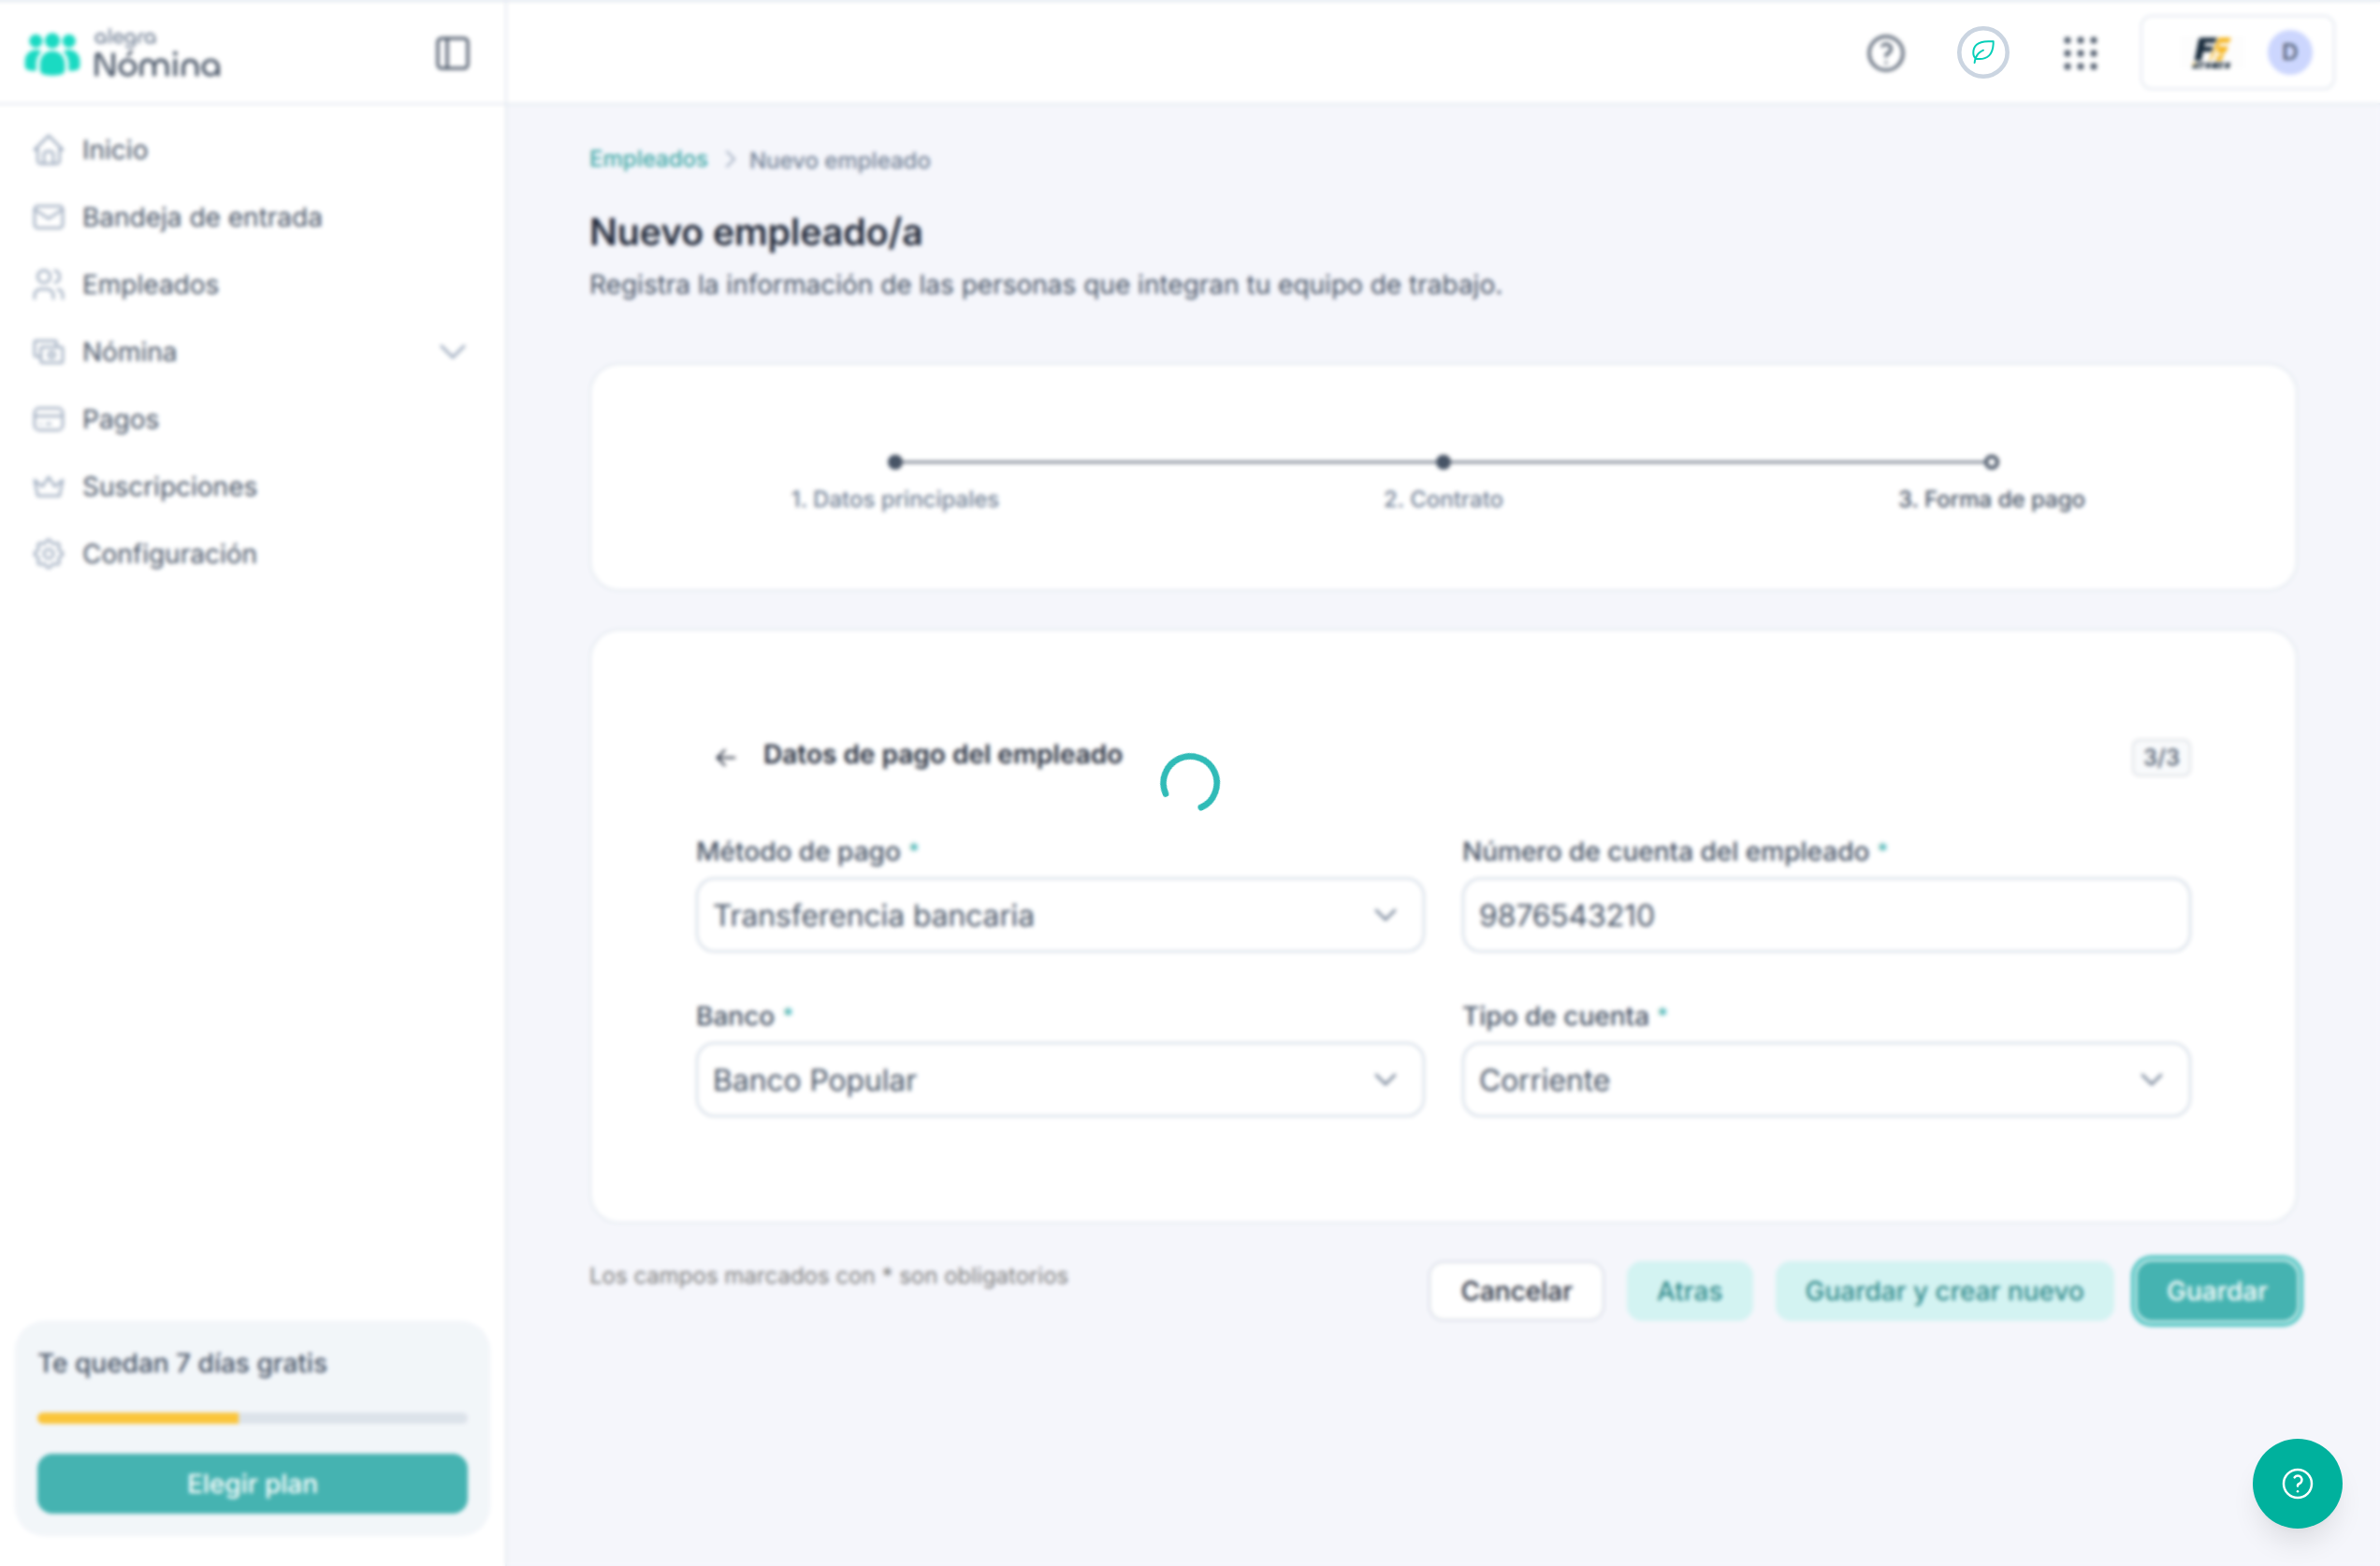 alegra
Nómina
D
Inicio
Bandeja de entrada
Empleados
Nómina
Pagos
Suscripciones
Configuración
Empleados > Nuevo empleado
Nuevo empleado/a
Registra la información de las personas que integran tu equipo de trabajo.
1. Datos principales
2. Contrato
3. Forma de pago
← Datos de pago del empleado
3/3
Método de pago *
Número de cuenta del empleado *
Transferencia bancaria
9876543210
Banco *
Tipo de cuenta *
Banco Popular
Corriente
Los campos marcados con * son obligatorios
Cancelar
Atras
Guardar y crear nuevo
Guardar
Te quedan 7 días gratis
Elegir plan